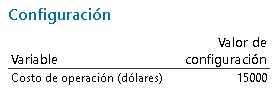 Configuración
Valor de
Variable configuración
Costo de operación (dólares) 15000